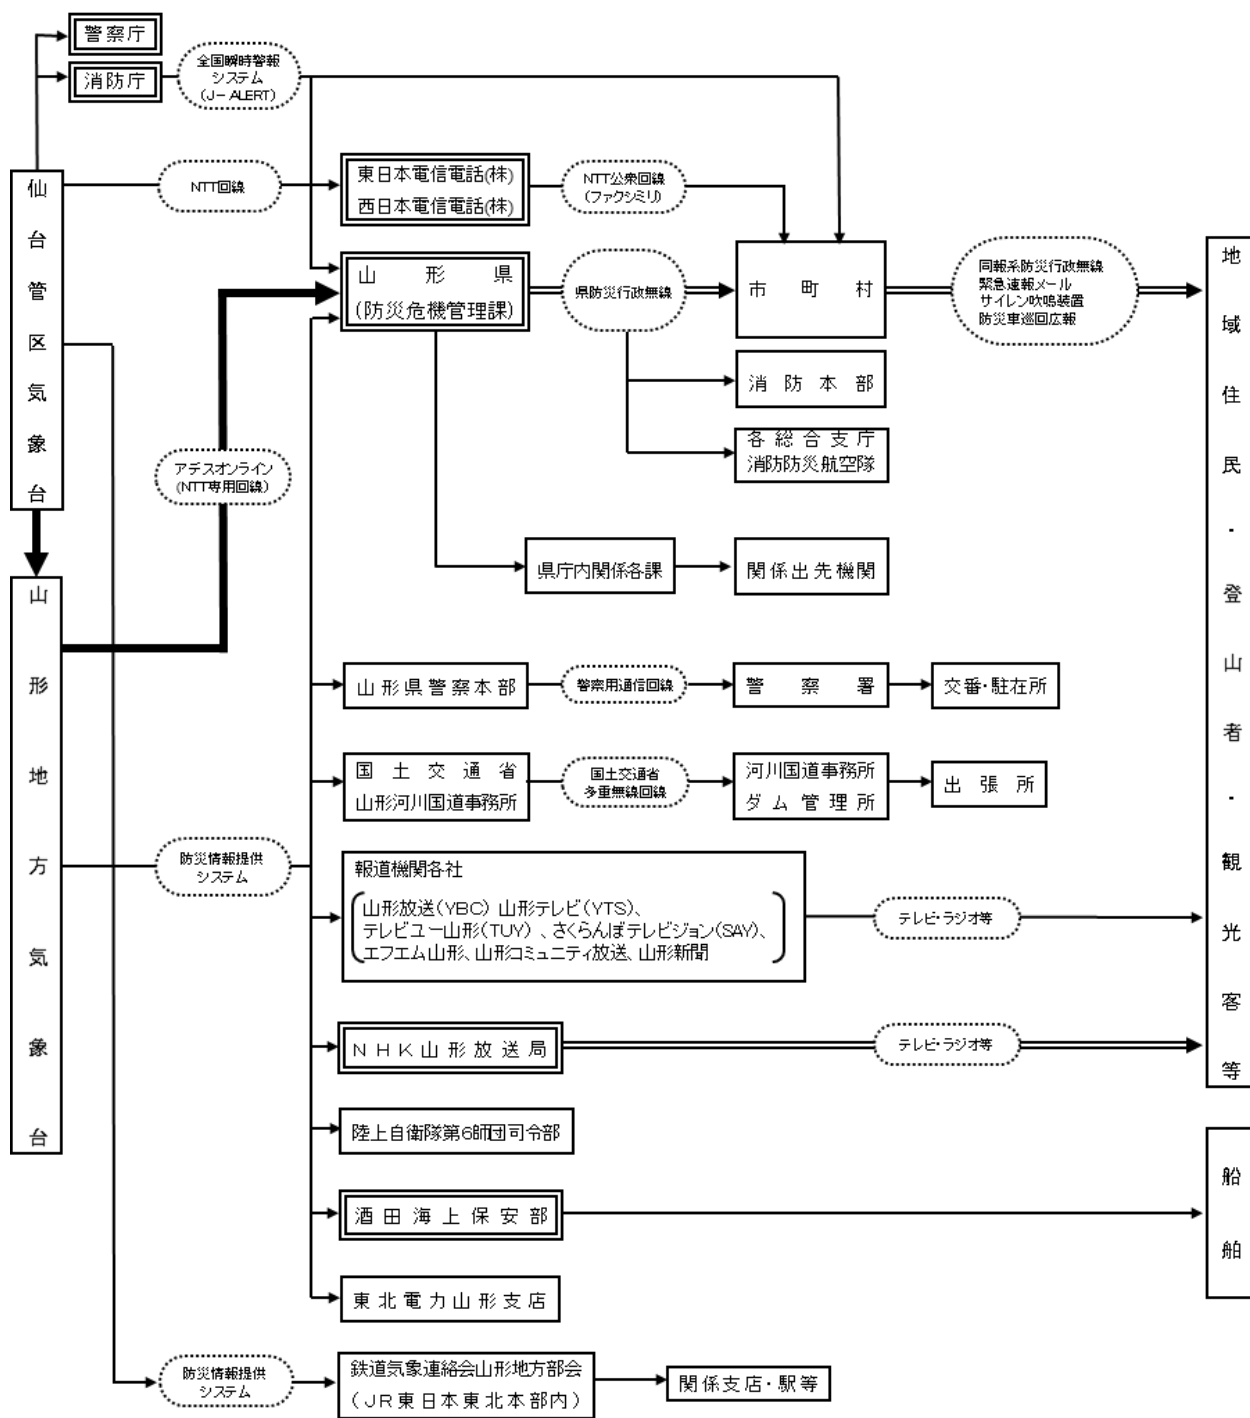 警察庁
消防庁
全国瞬時警報
システム
(J-ALERT)
仙台管区気象台
NTT回線
東日本電信電話(株)
西日本電信電話(株)
NTT公衆回線
(ファクシミリ)
山形県
(防災危機管理課)
県防災行政無線
市町村
同報系防災行政無線
緊急速報メール
サイレン吹鳴装置
防災車巡回広報
地域住民・登山者・観光客等
消防本部
各総合支庁
消防防災航空隊
アデスオンライン
(NTT専用回線)
県庁内関係各課
関係出先機関
山形地方気象台
山形県警察本部
警察用通信回線
警察署
交番・駐在所
国土交通省
山形河川国道事務所
国土交通省
多重無線回線
河川国道事務所
ダム管理所
出張所
防災情報提供
システム
報道機関各社
山形放送(YBC) 山形テレビ(YTS)、
テレビユー山形(TUY)、さくらんぼテレビジョン(SAY)、
エフエム山形、山形コミュニティ放送、山形新聞
テレビ・ラジオ等
NHK山形放送局
テレビ・ラジオ等
陸上自衛隊第6師団司令部
酒田海上保安部
船舶
東北電力山形支店
防災情報提供
システム
鉄道気象連絡会山形地方部会
(JR東日本東北本部内)
関係支店・駅等